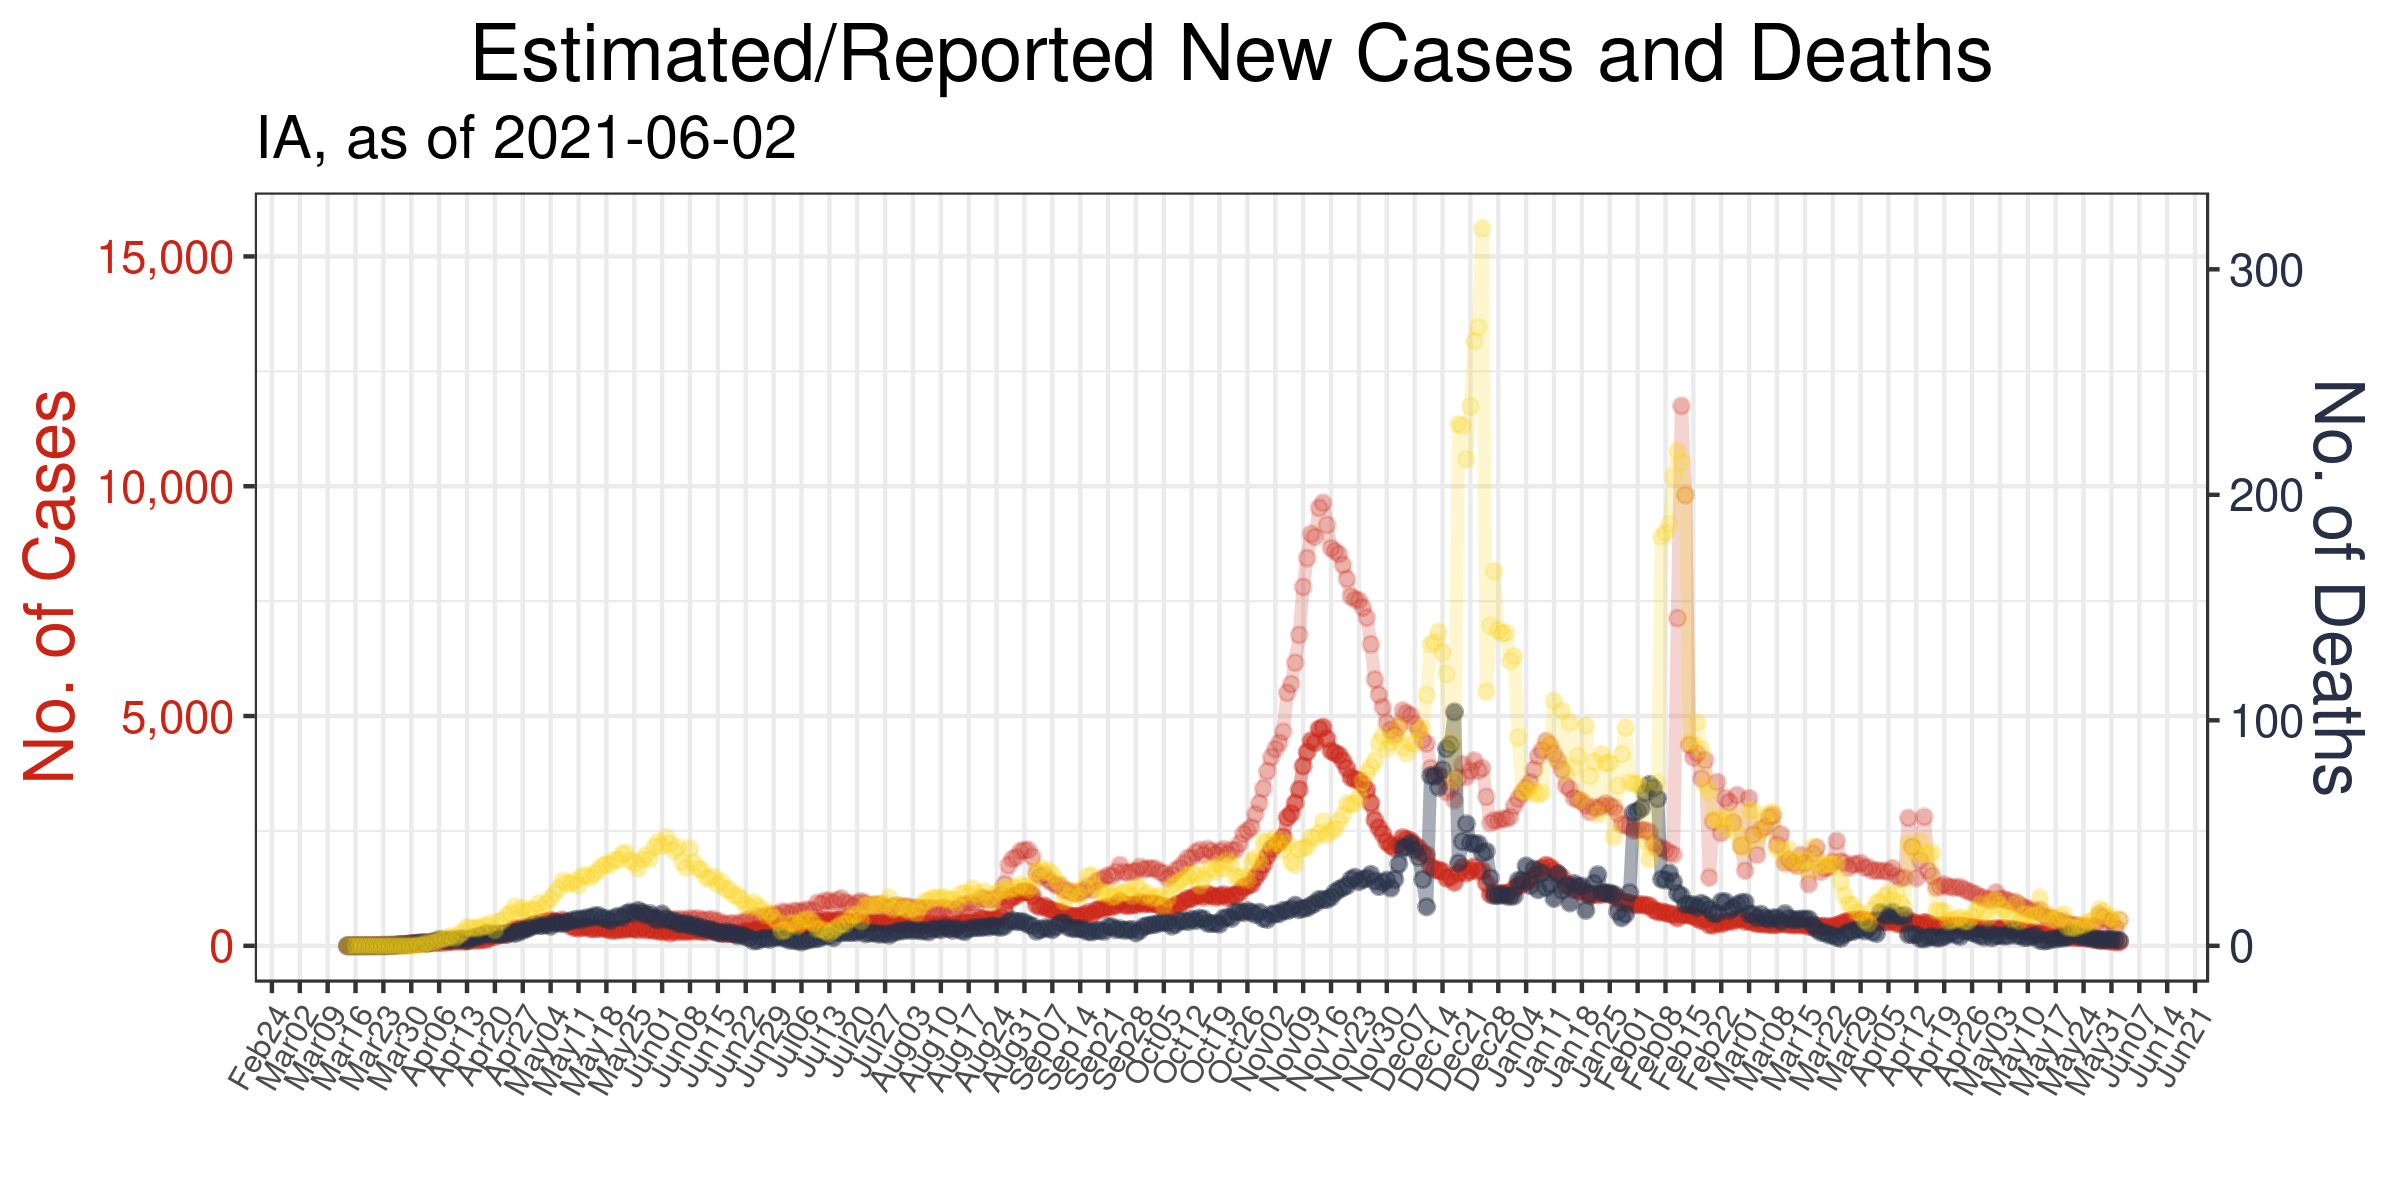 Estimated/Reported New Cases and Deaths
IA, as of 2021-06-02
No. of Cases
15,000
10,000
5,000
0
300
200
100
0
No. of Deaths
Feb24
Mar02
Mar09
Mar16
Mar23
Mar30
Apr06
Apr13
Apr20
Apr27
May04
May11
May18
May25
Jun01
Jun08
Jun15
Jun22
Jun29
Jul06
Jul13
Jul20
Jul27
Aug03
Aug10
Aug17
Aug24
Aug31
Sep07
Sep14
Sep21
Sep28
Oct05
Oct12
Oct19
Oct26
Nov02
Nov09
Nov16
Nov23
Nov30
Dec07
Dec14
Dec21
Dec28
Jan04
Jan11
Jan18
Jan25
Feb01
Feb08
Feb15
Feb22
Mar01
Mar08
Mar15
Mar22
Mar29
Apr05
Apr12
Apr19
Apr26
May03
May10
May17
May24
May31
Jun07
Jun14
Jun21